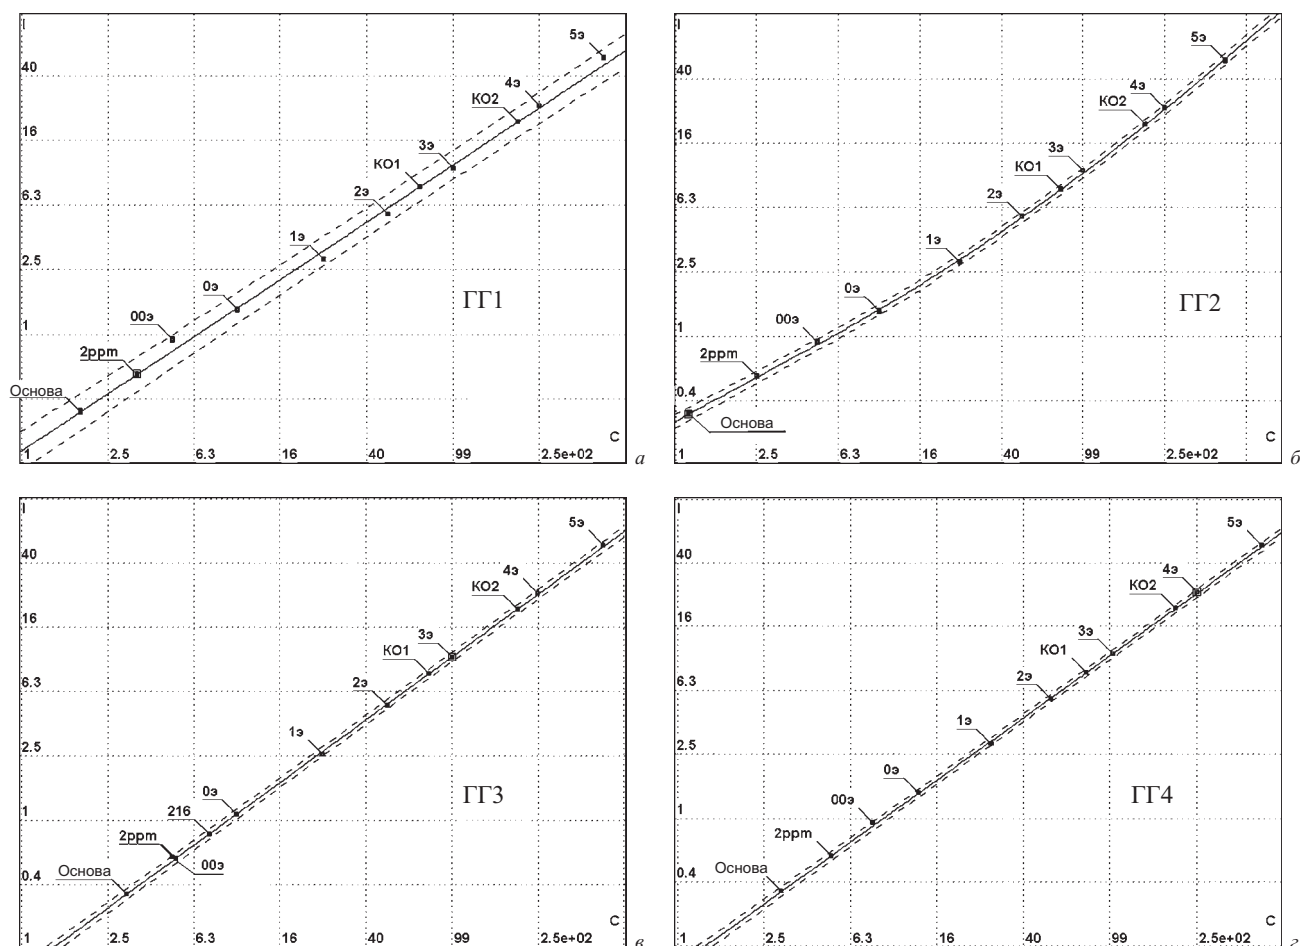 I
5э
40
4э
КО2
16
3э
КО1
6.3
2э
1э
2.5
0э
ГГ1
00э
1
2ppm
Основа
C
1
2.5
6.3
16
40
99
2.5e+02
а
I
5э
40
4э
КО2
16
3э
КО1
6.3
2э
1э
2.5
0э
ГГ2
00э
1
2ppm
0.4
Основа
C
1
2.5
6.3
16
40
99
2.5e+02
б
I
5э
40
4э
КО2
16
3э
КО1
6.3
2э
1э
2.5
0э
ГГ3
216
1
2ppm
00э
Основа
0.4
C
1
2.5
6.3
16
40
99
2.5e+02
в
I
5э
40
4э
КО2
16
3э
КО1
6.3
2э
1э
2.5
0э
ГГ4
00э
1
2ppm
Основа
0.4
C
1
2.5
6.3
16
40
99
2.5e+02
г